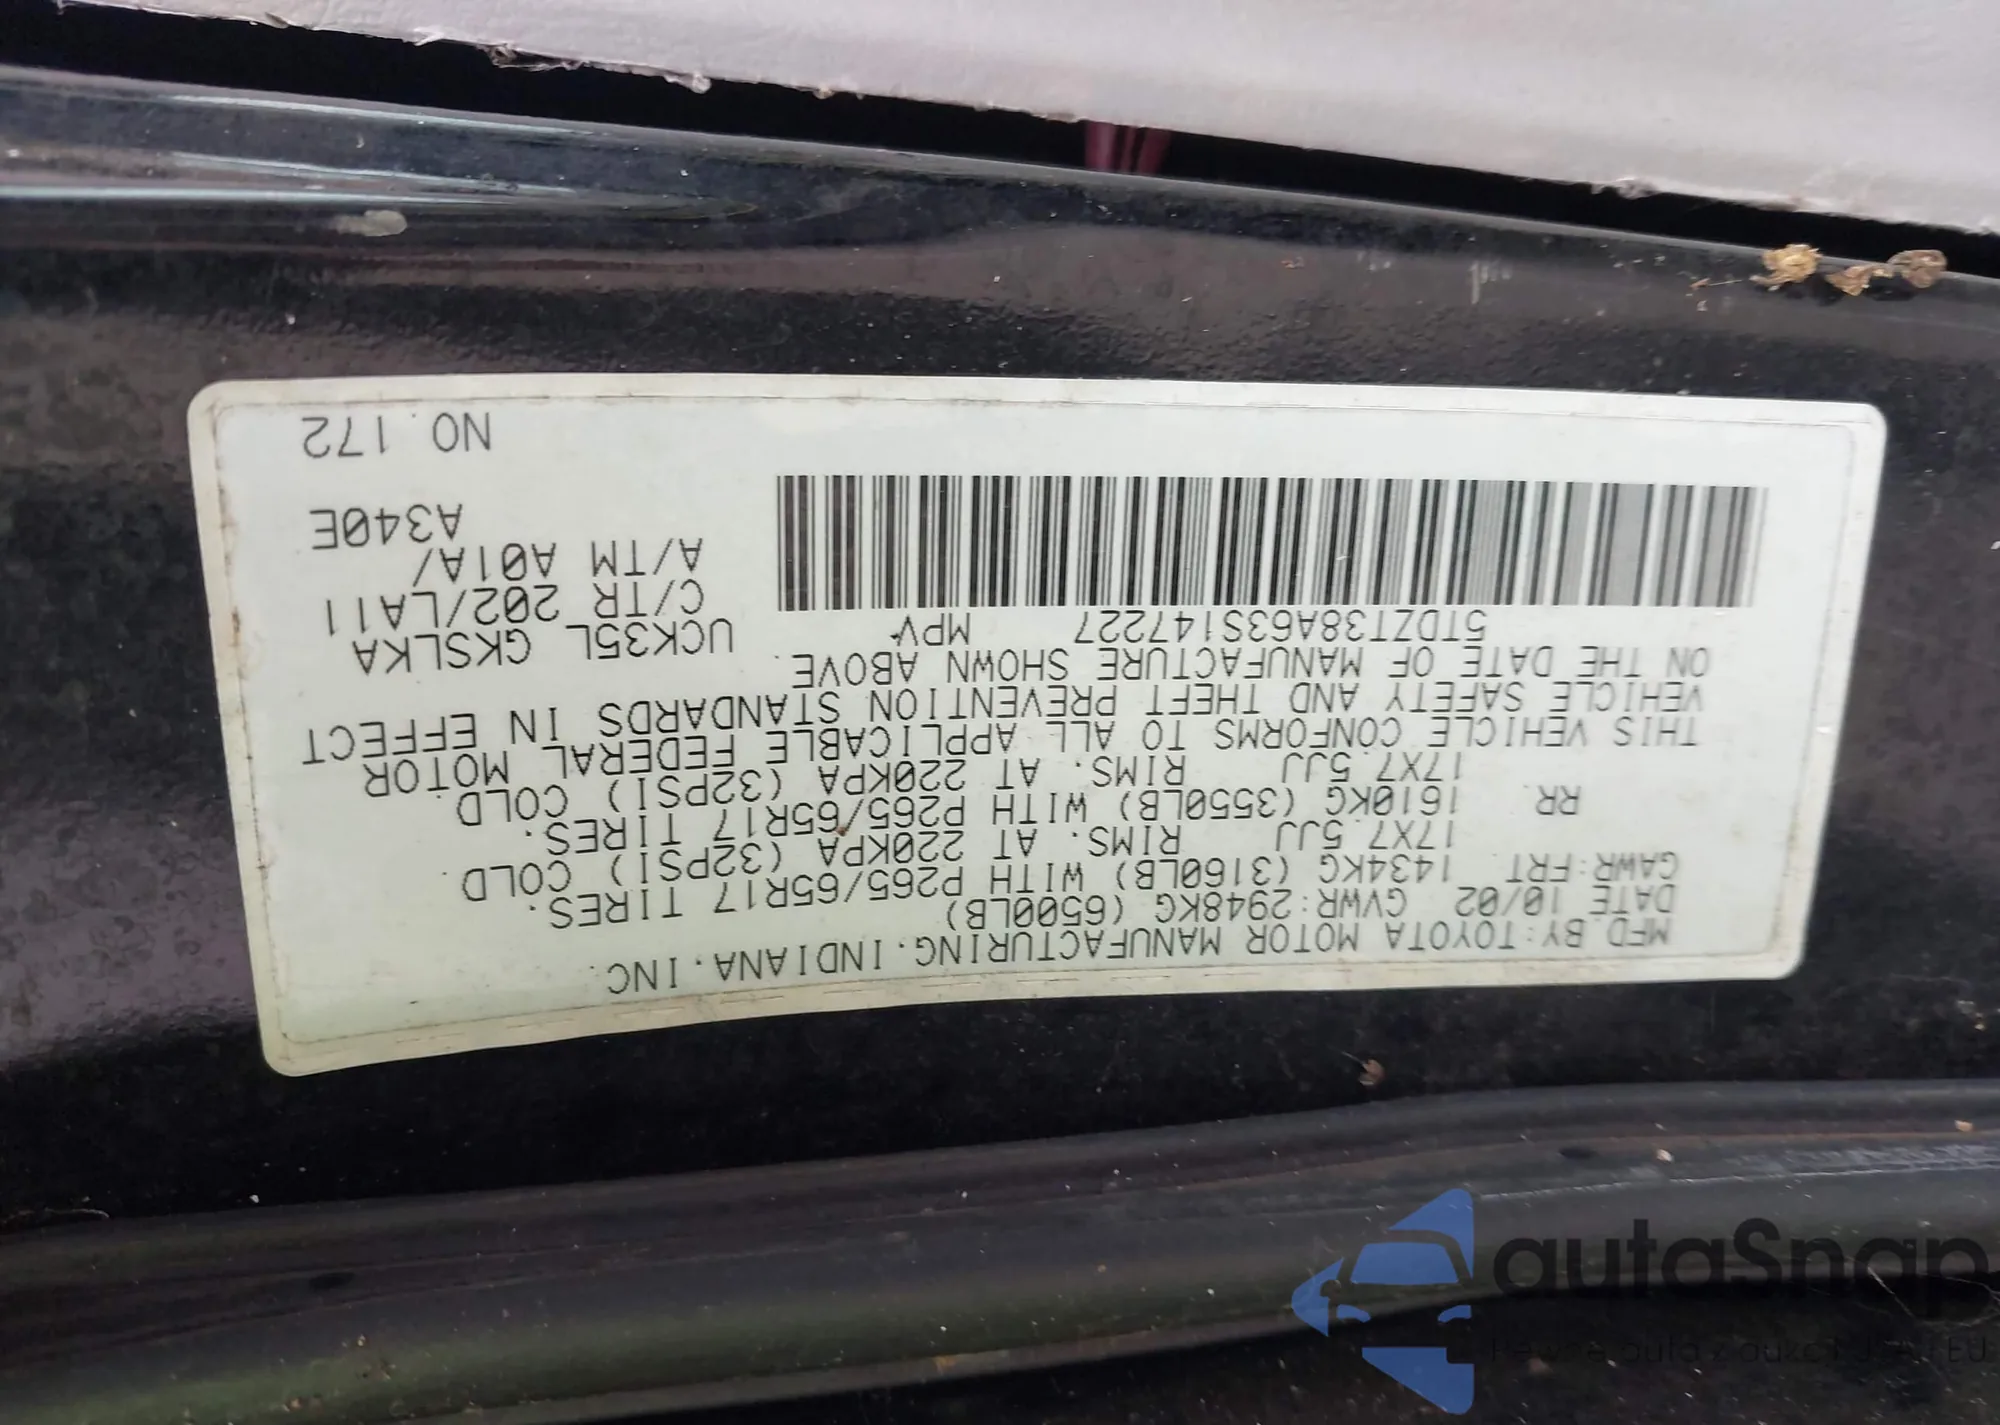 MFD. BY:TOYOTA MOTOR MANUFACTURING.INDIANA.INC.
DATE 10/02 GVWR:2948KG (6500LB)
GAWR:FRT. 1434KG (3160LB) WITH P265/65R17 TIRES.
17X7.5JJ RIMS. AT 220KPA (32PSI) COLD.
RR. 1610KG (3550LB) WITH P265/65R17 TIRES.
17X7.5JJ RIMS. AT 220KPA (32PSI) COLD.
THIS VEHICLE CONFORMS TO ALL APPLICABLE FEDERAL MOTOR
VEHICLE SAFETY AND THEFT PREVENTION STANDARDS IN EFFECT
ON THE DATE OF MANUFACTURE SHOWN ABOVE.
5TDZT38A63S147227 MPV
UCK35L GKSLKA
C/TR 202/LA11
A/TM A01A/
A340E
NO.172
autaSnap